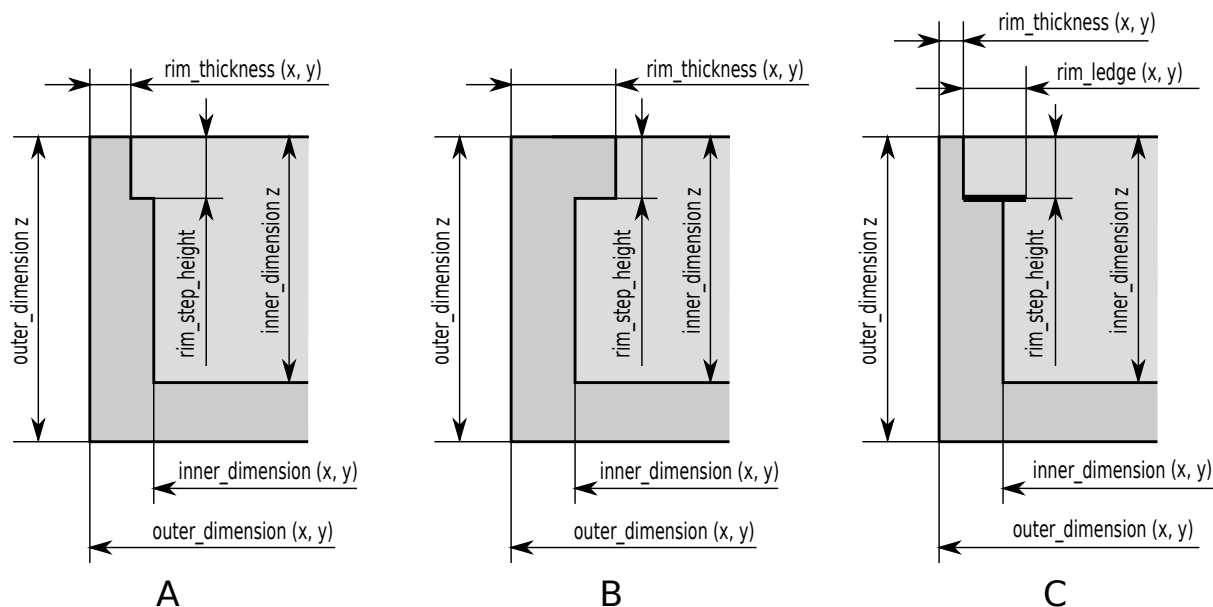 rim_thickness (x, y)
outer_dimension z
rim_step_height
inner_dimension z
inner_dimension (x, y)
outer_dimension (x, y)
A
rim_thickness (x, y)
outer_dimension z
rim_step_height
inner_dimension z
inner_dimension (x, y)
outer_dimension (x, y)
B
rim_thickness (x, y)
rim_ledge (x, y)
outer_dimension z
rim_step_height
inner_dimension z
inner_dimension (x, y)
outer_dimension (x, y)
C